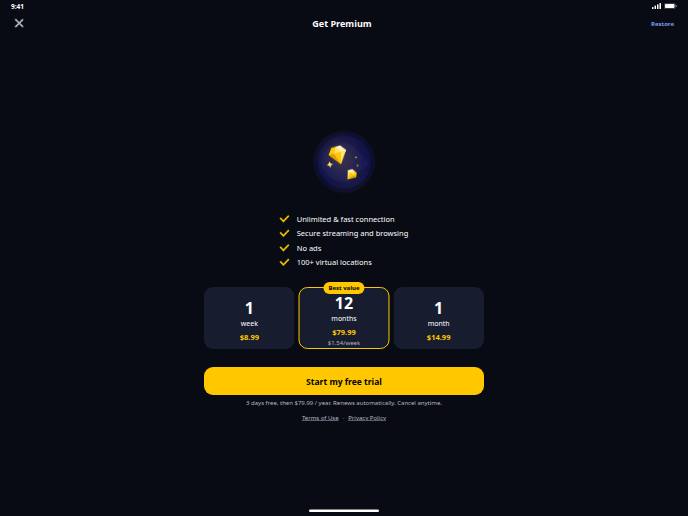 9:41
Get Premium
Restore
Unlimited & fast connection
Secure streaming and browsing
No ads
100+ virtual locations
Best value
1
week
$8.99
12
months
$79.99
$1.54/week
1
month
$14.99
Start my free trial
3 days free, then $79.99 / year. Renews automatically. Cancel anytime.
Terms of Use · Privacy Policy